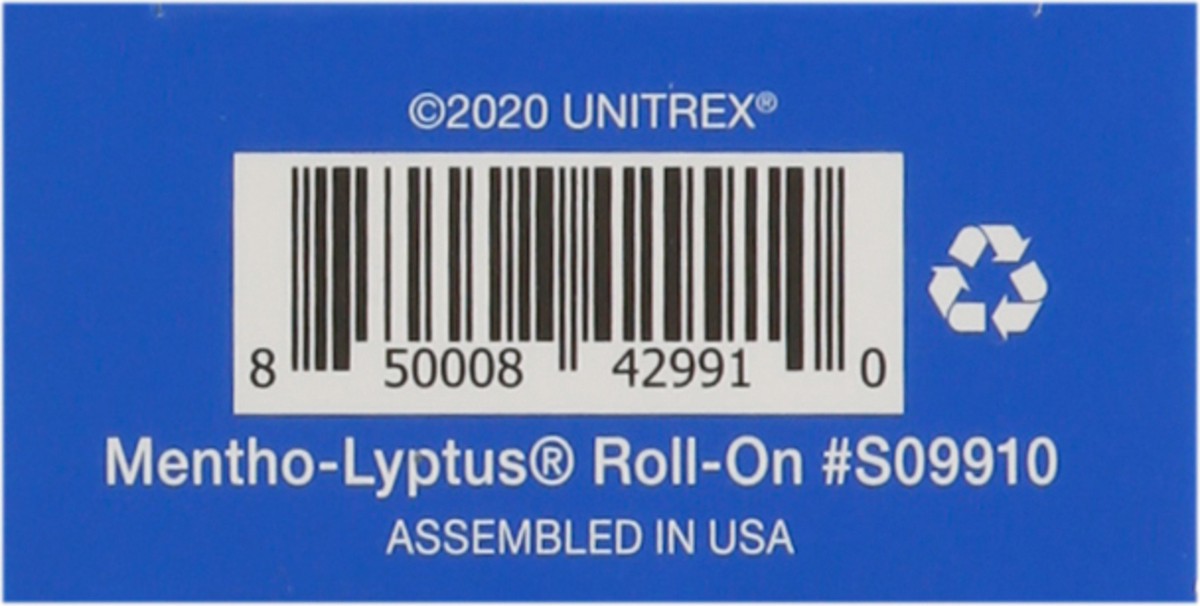 ©2020 UNITREX®
8 50008 42991 0
Mentho-Lyptus® Roll-On #S09910
ASSEMBLED IN USA